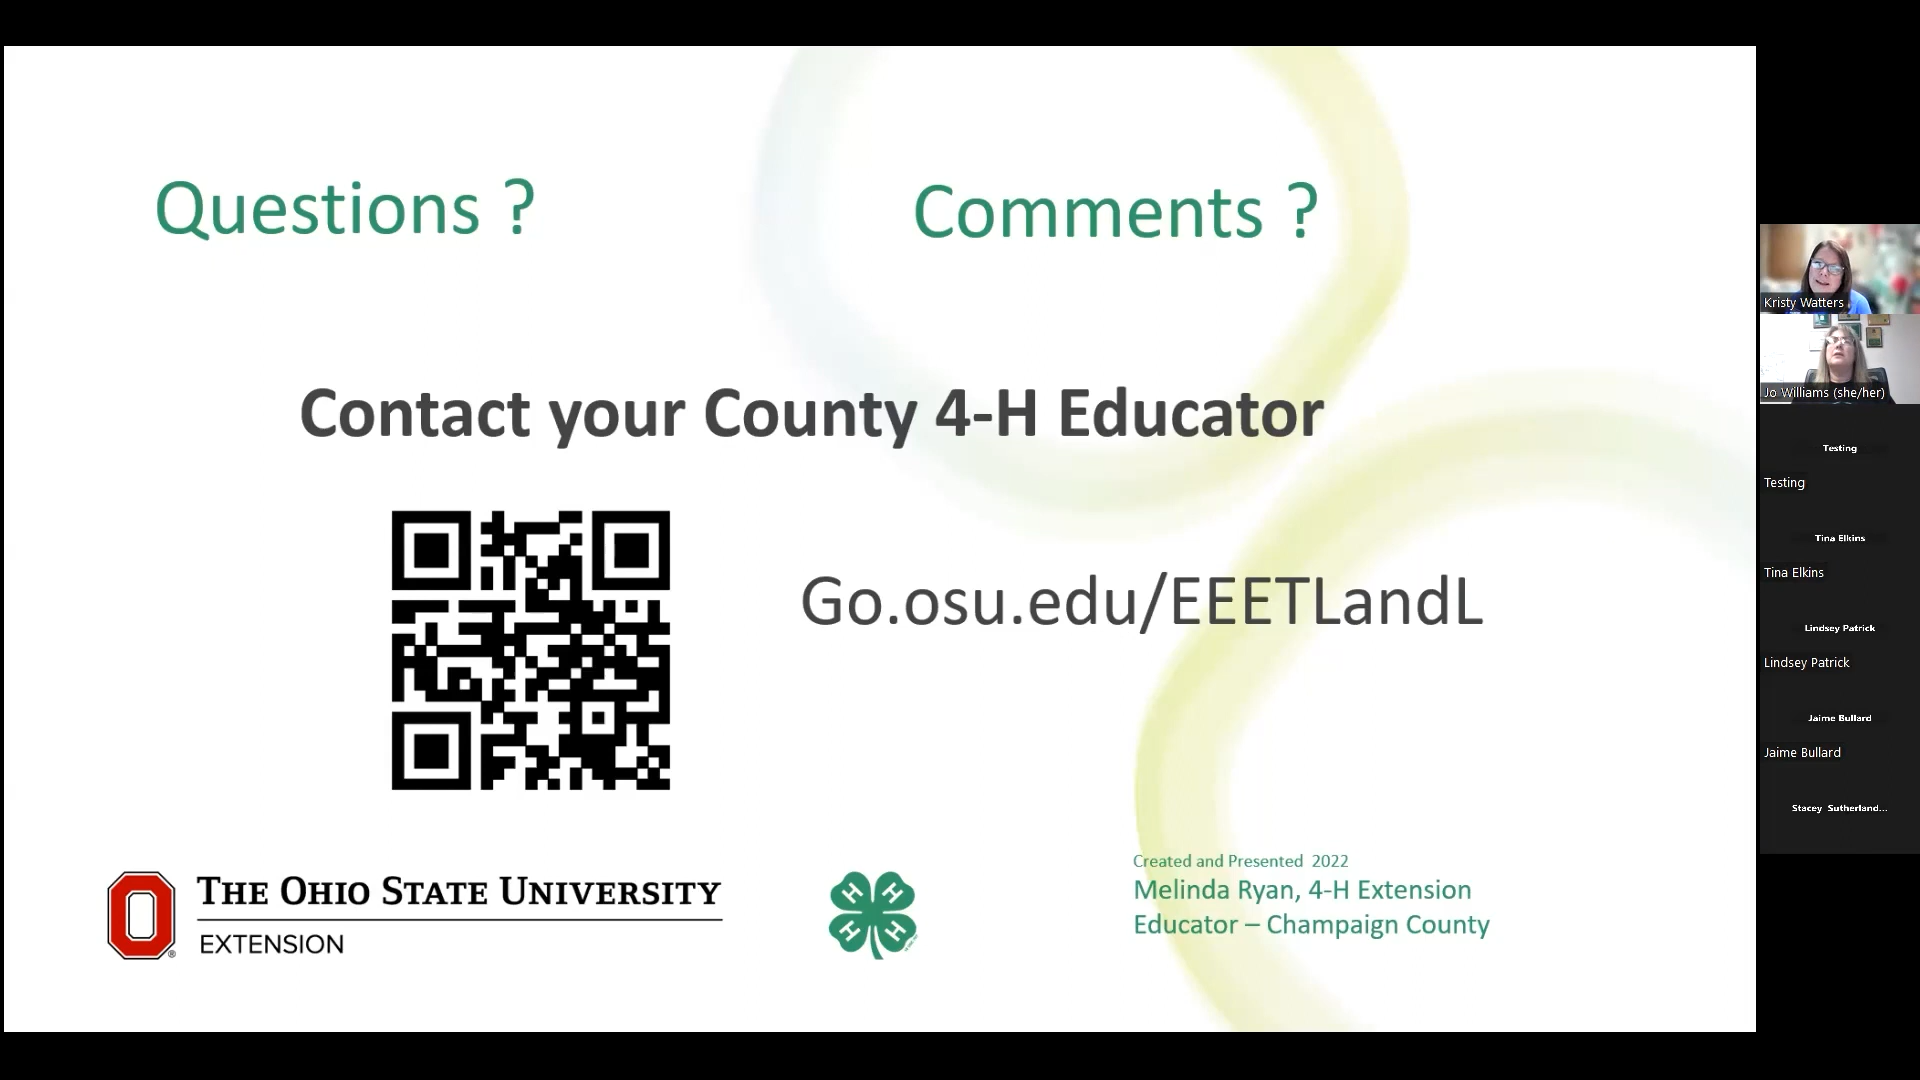 Questions ?
Comments ?
Contact your County 4-H Educator
Go.osu.edu/EEETLandL
THE OHIO STATE UNIVERSITY
EXTENSION
H H
H H
Created and Presented 2022
Melinda Ryan, 4-H Extension
Educator – Champaign County
Kristy Watters
Jo Williams (she/her)
Testing
Testing
Tina Elkins
Tina Elkins
Lindsey Patrick
Lindsey Patrick
Jaime Bullard
Jaime Bullard
Stacey Sutherland...